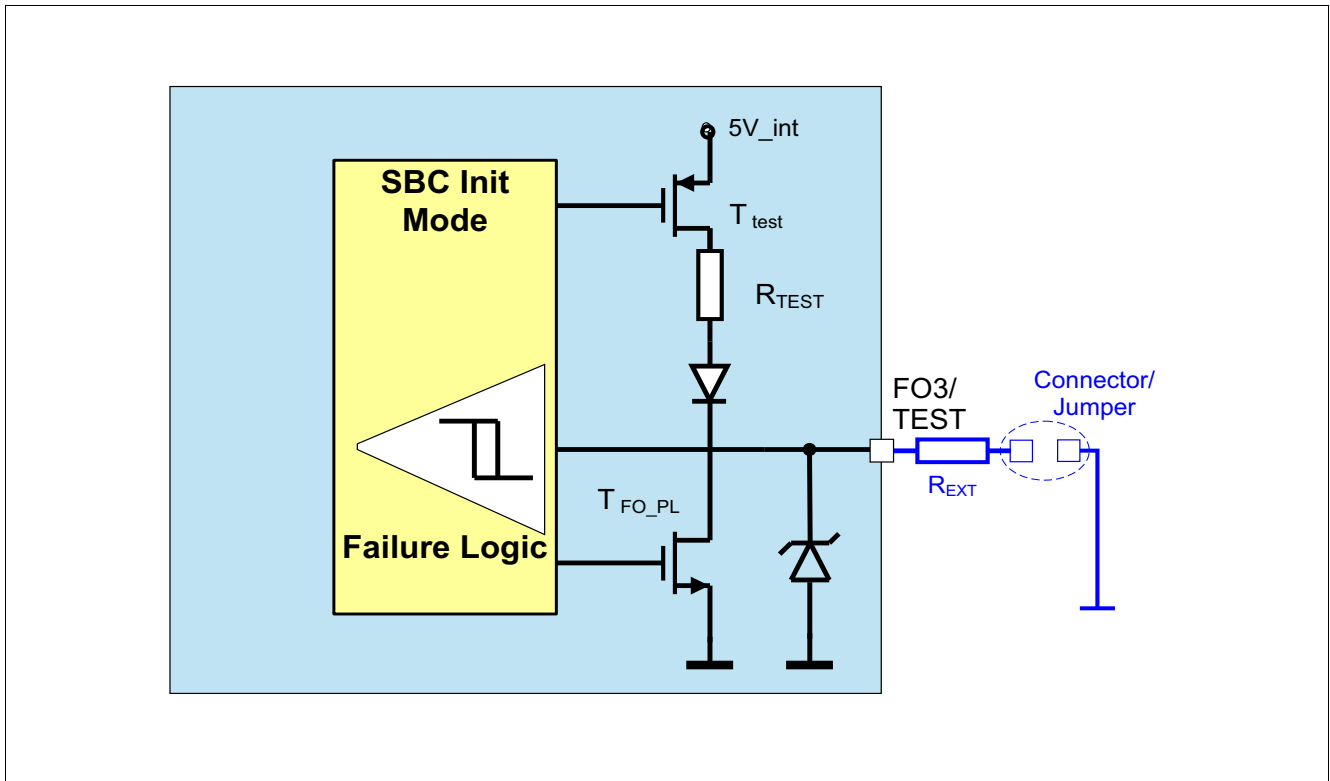 5V_int
SBC Init
Mode
T test
RTEST
FO3/
TEST
Connector/
Jumper
REXT
T FO_PL
Failure Logic